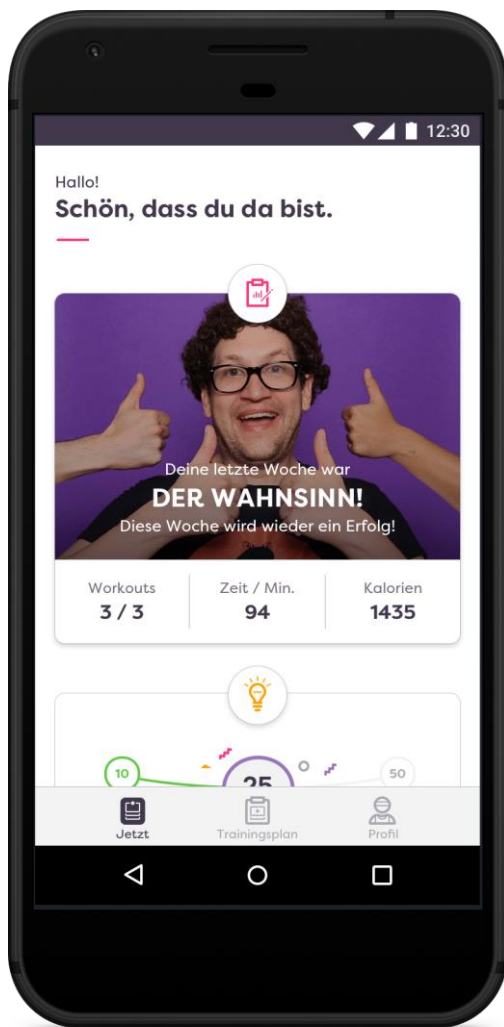 12:30
Hallo!
Schön, dass du da bist.
Deine letzte Woche war
DER WAHNSINN!
Diese Woche wird wieder ein Erfolg!
Workouts Zeit / Min. Kalorien
3 / 3 94 1435
10 25 50
Jetzt Trainingsplan Profil